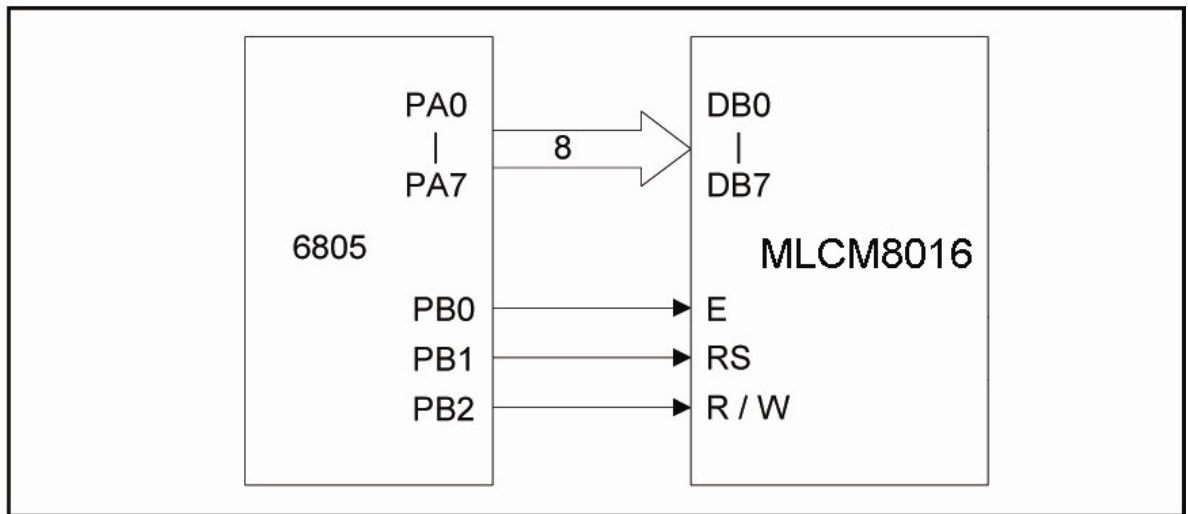 PA0
|
PA7
8
DB0
|
DB7
6805
MLCM8016
PB0
E
PB1
RS
PB2
R / W